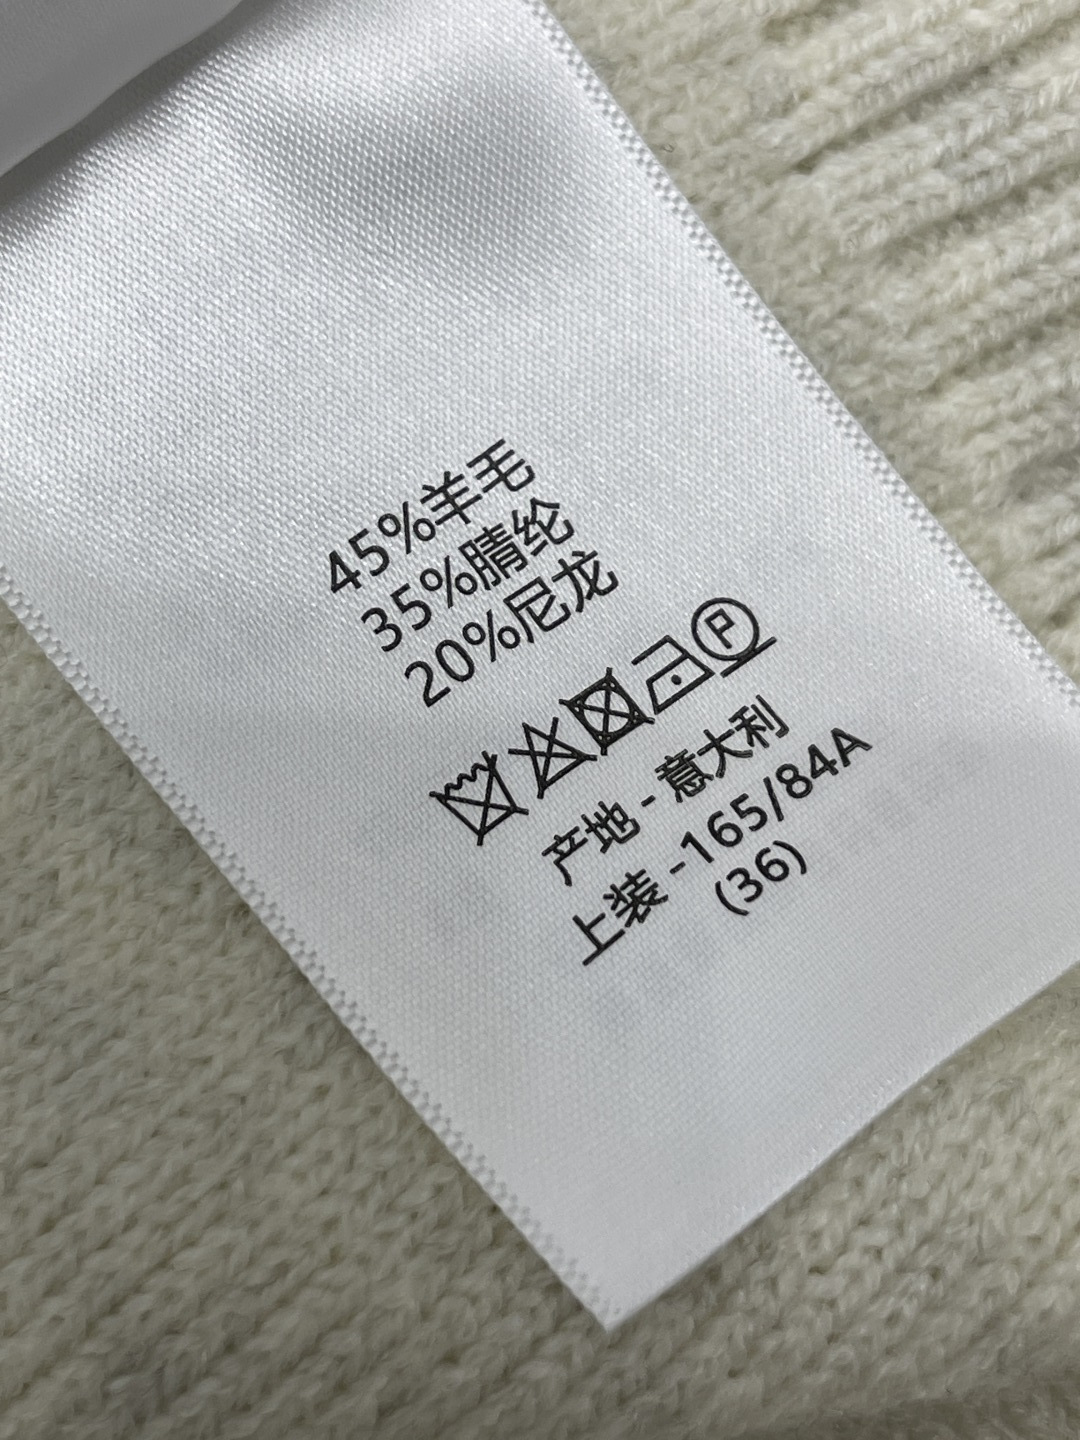 45%羊毛
35%腈纶
20%尼龙
P
产地 - 意大利
上装 -165/84A
(36)